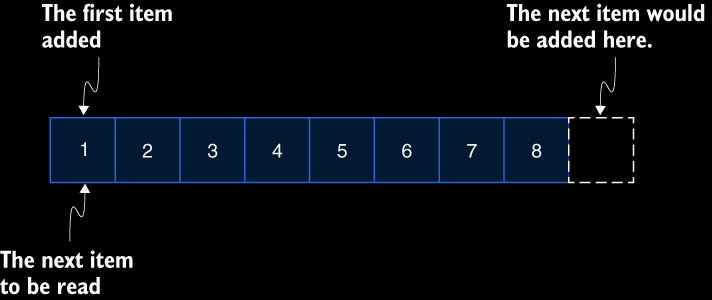 The first item
added
The next item would
be added here.
1 2 3 4 5 6 7 8
The next item
to be read